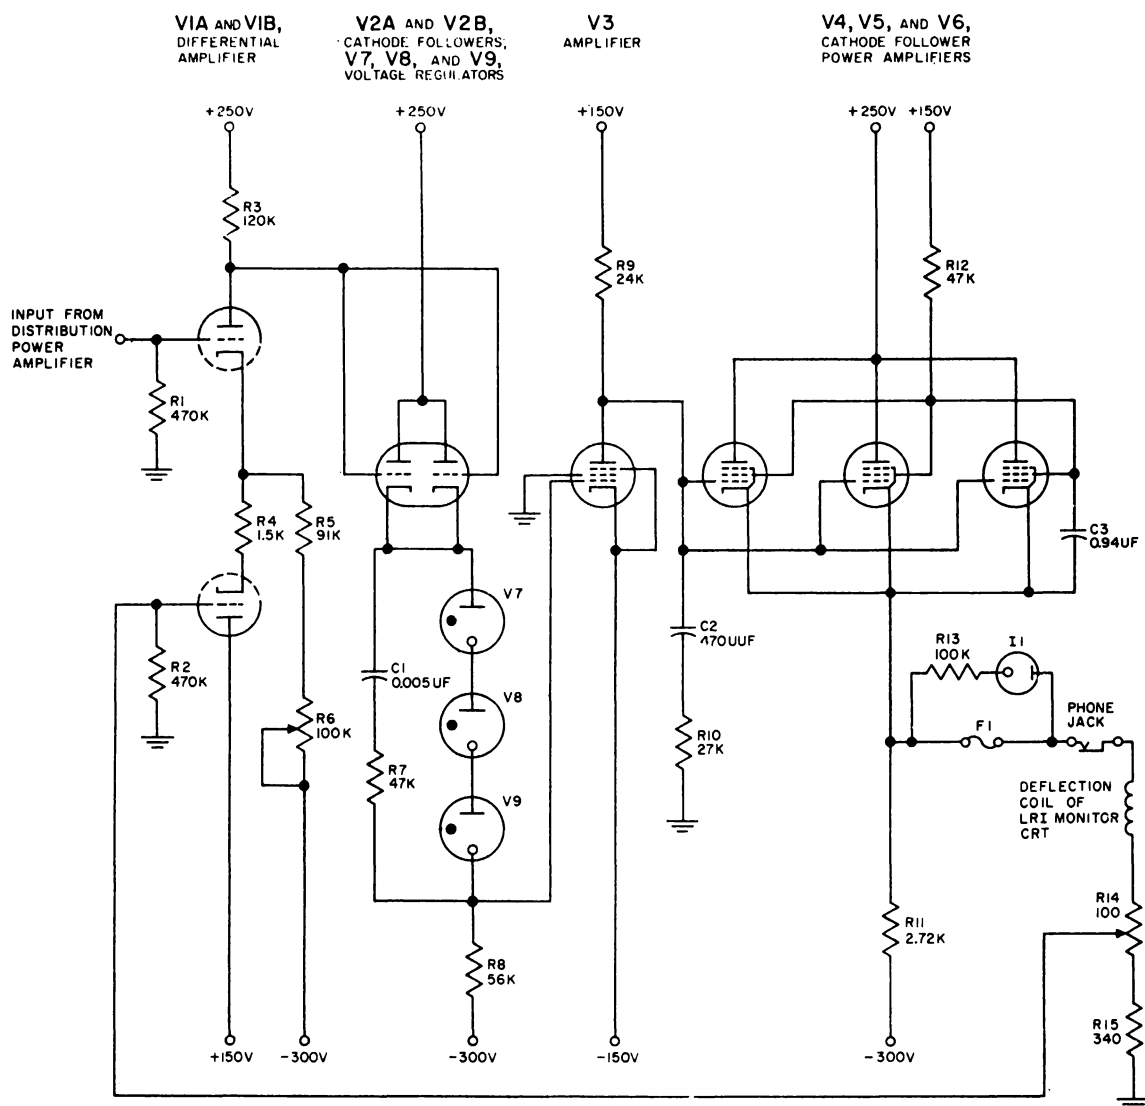 V1A AND V1B,
DIFFERENTIAL
AMPLIFIER
V2A AND V2B,
CATHODE FOLLOWERS;
V7, V8, AND V9,
VOLTAGE REGULATORS
V3
AMPLIFIER
V4, V5, AND V6,
CATHODE FOLLOWER
POWER AMPLIFIERS
+250V
+250V
+150V
+250V
+150V
R3
120K
R9
24K
R12
47K
INPUT FROM
DISTRIBUTION
POWER
AMPLIFIER
R1
470K
R4
1.5K
R5
91K
C3
0.94UF
R2
470K
V7
C2
470UUF
C1
0.005UF
V8
R13
100K
I1
R6
100K
F1
PHONE
JACK
R10
27K
R7
47K
V9
DEFLECTION
COIL OF
LRI MONITOR
CRT
R14
100
R11
2.72K
R8
56K
R15
340
+150V
-300V
-300V
-150V
-300V